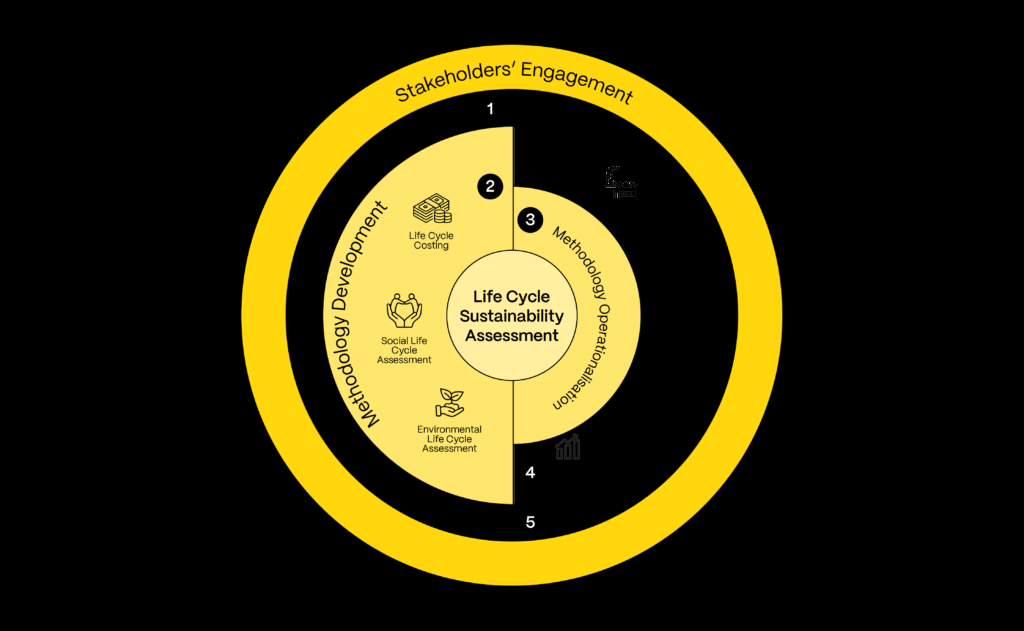 Stakeholders’ Engagement
1
2
3
Methodology Development
Life Cycle
Costing
Social Life
Cycle
Assessment
Environmental
Life Cycle
Assessment
Life Cycle
Sustainability
Assessment
Methodology Operationalisation
4
5